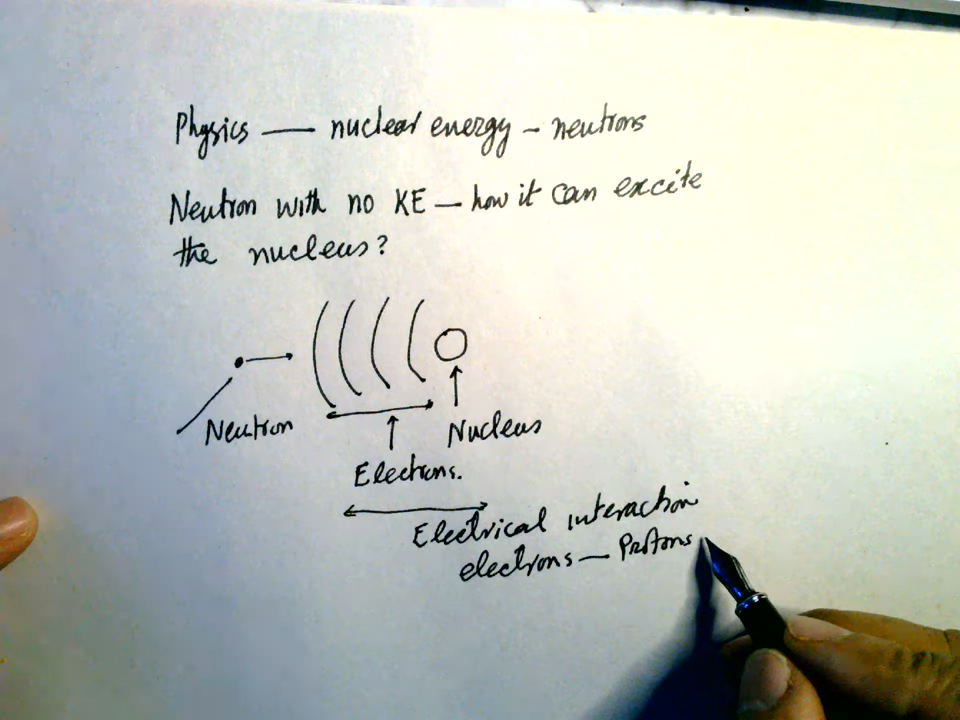 Physics — nuclear energy - neutrons
Neutron with no KE — how it can excite
the nucleus?
Neutron
Nucleus
Electrons.
Electrical interaction
electrons — Protons